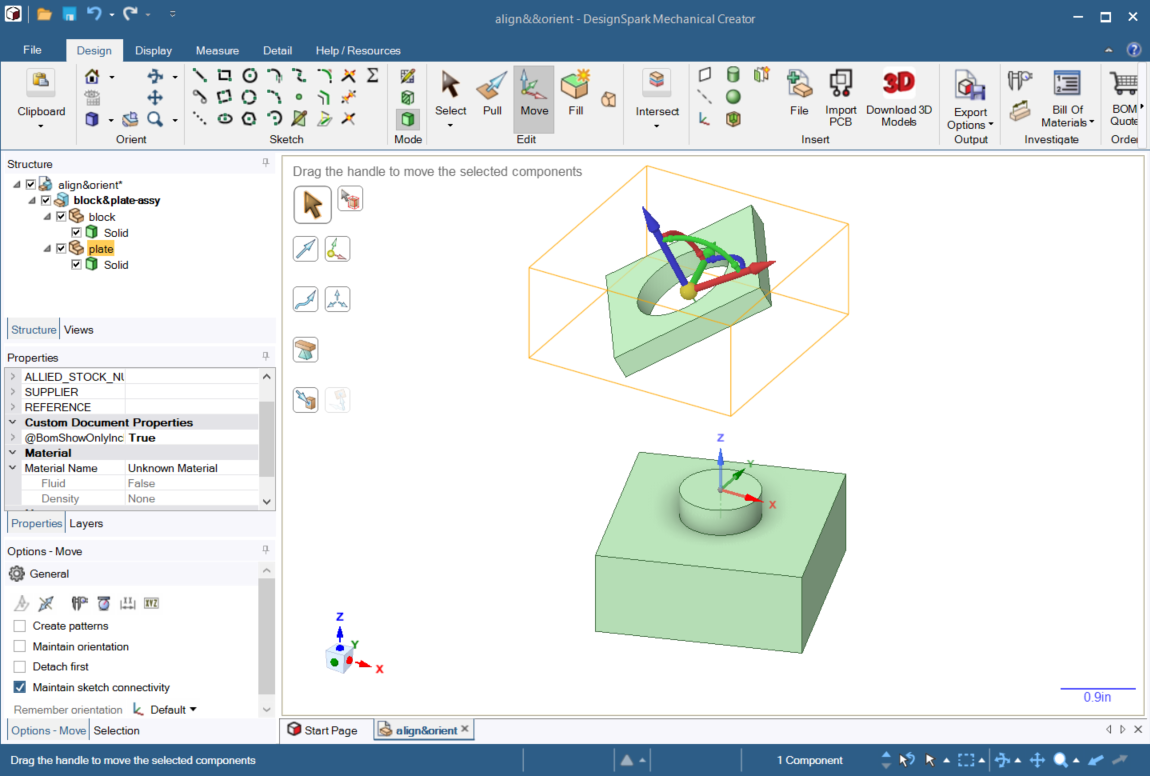 align&&orient - DesignSpark Mechanical Creator
File Design Display Measure Detail Help / Resources
Clipboard
Orient
Sketch
Mode
Select Pull Move Fill
Edit
Intersect
File Import PCB Download 3D Models
3D
Insert
Export Options
Output
Bill Of Materials
Investigate
BOM Quote
Order
Structure
align&orient*
block&plate-assy
block
Solid
plate
Solid
Structure Views
Properties
ALLIED_STOCK_NU
SUPPLIER
REFERENCE
Custom Document Properties
@BomShowOnlyInc True
Material
Material Name Unknown Material
Fluid False
Density None
Properties Layers
Options - Move
General
XYZ
Create patterns
Maintain orientation
Detach first
Maintain sketch connectivity
Remember orientation Default
Options - Move Selection
Drag the handle to move the selected components
Z
Y
X
Z
Y
X
0.9in
Start Page align&orient
Drag the handle to move the selected components 1 Component